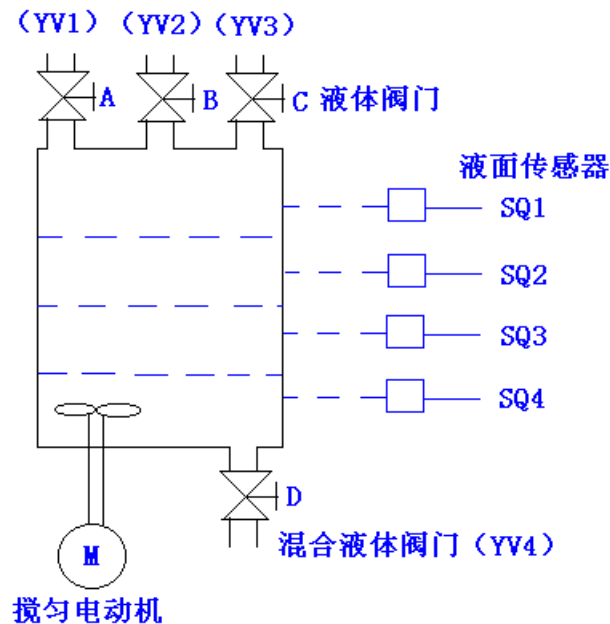 (YV1) (YV2) (YV3)
A B C 液体阀门
液面传感器
SQ1
SQ2
SQ3
SQ4
D
混合液体阀门(YV4)
M
搅匀电动机